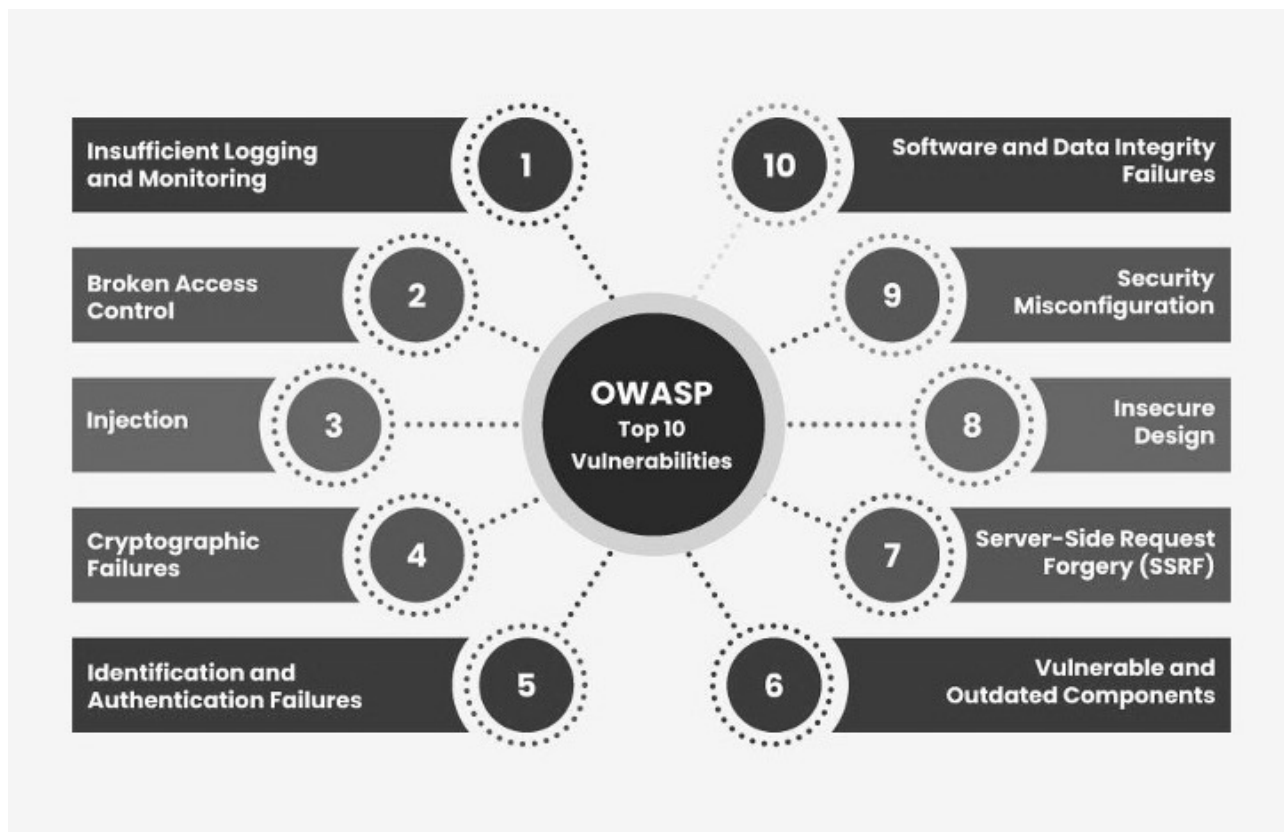 Insufficient Logging
and Monitoring
1
Broken Access
Control
2
Injection
3
Cryptographic
Failures
4
Identification and
Authentication Failures
5
OWASP
Top 10
Vulnerabilities
10
Software and Data Integrity
Failures
9
Security
Misconfiguration
8
Insecure
Design
7
Server-Side Request
Forgery (SSRF)
6
Vulnerable and
Outdated Components